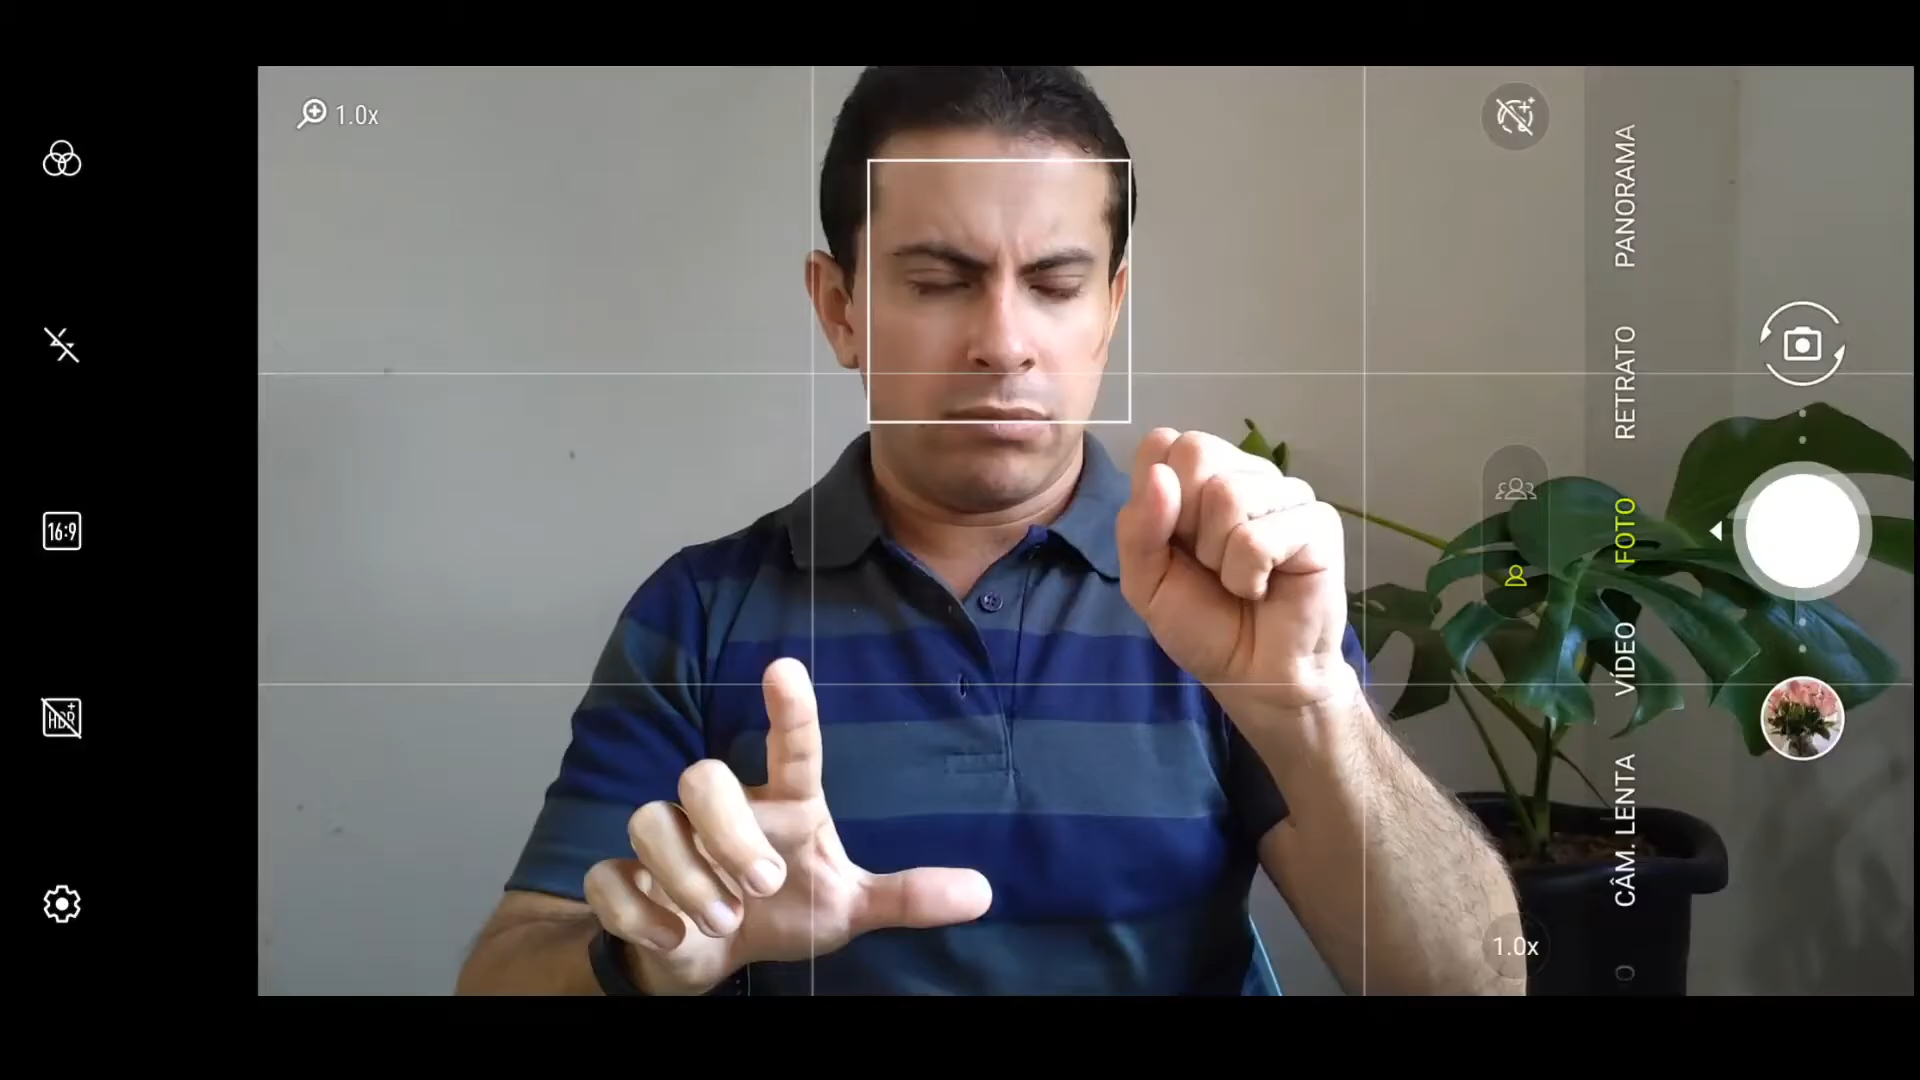 1.0x
16:9
HDR
PANORAMA
RETRATO
FOTO
VÍDEO
CÂM. LENTA
O
1.0x